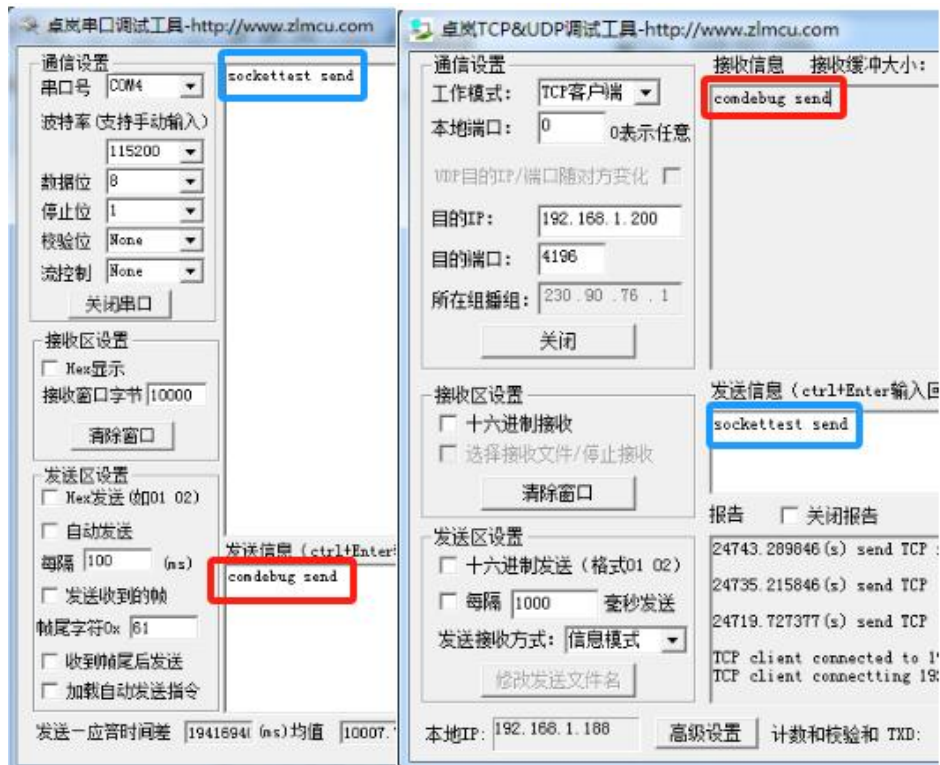 卓岚串口调试工具-http://www.zlmcu.com
通信设置
串口号 COM4
波特率(支持手动输入)
115200
数据位 8
停止位 1
校验位 None
流控制 None
关闭串口
接收区设置
Hex显示
接收窗口字节 10000
清除窗口
发送区设置
Hex发送(如01 02)
自动发送
每隔 100 (ms)
发送收到的帧
帧尾字符0x 61
收到帧尾后发送
加载自动发送指令
发送—应答时间差 1941694 (ms)均值 10007.
sockettest send
发送信息(ctrl+Enter
comdebug send
卓岚TCP&UDP调试工具-http://www.zlmcu.com
通信设置
工作模式: TCP客户端
本地端口: 0 0表示任意
UDP目的IP/端口随对方变化
目的IP: 192.168.1.200
目的端口: 4196
所在组播组: 230 .90 .76 .1
关闭
接收区设置
十六进制接收
选择接收文件/停止接收
清除窗口
发送区设置
十六进制发送(格式01 02)
每隔 1000 毫秒发送
发送接收方式: 信息模式
修改发送文件名
本地IP: 192.168.1.188 高级设置 计数和校验和 TXD:
接收信息 接收缓冲大小:
comdebug send
发送信息(ctrl+Enter输入回
sockettest send
报告 关闭报告
24743.289846(s) send TCP
24735.215846(s) send TCP
24719.727377(s) send TCP
TCP client connected to 1
TCP client connectting 19